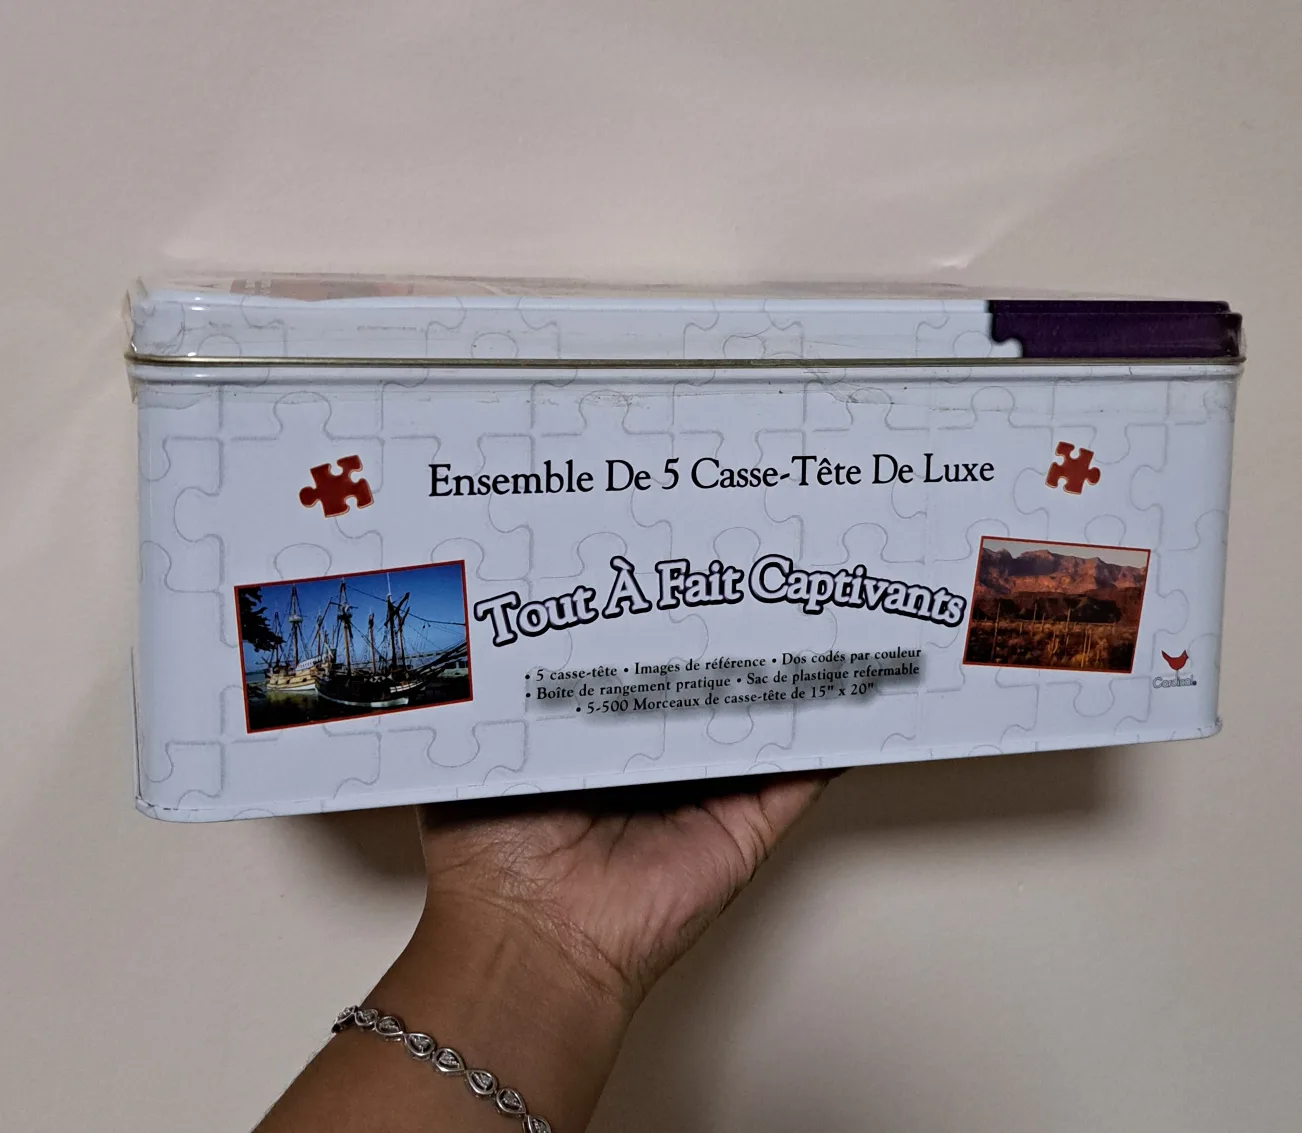 Ensemble De 5 Casse-Tête De Luxe
Tout À Fait Captivants
• 5 casse-tête • Images de référence • Dos codés par couleur
• Boîte de rangement pratique • Sac de plastique refermable
• 5-500 Morceaux de casse-tête de 15" x 20"
Cardinal®